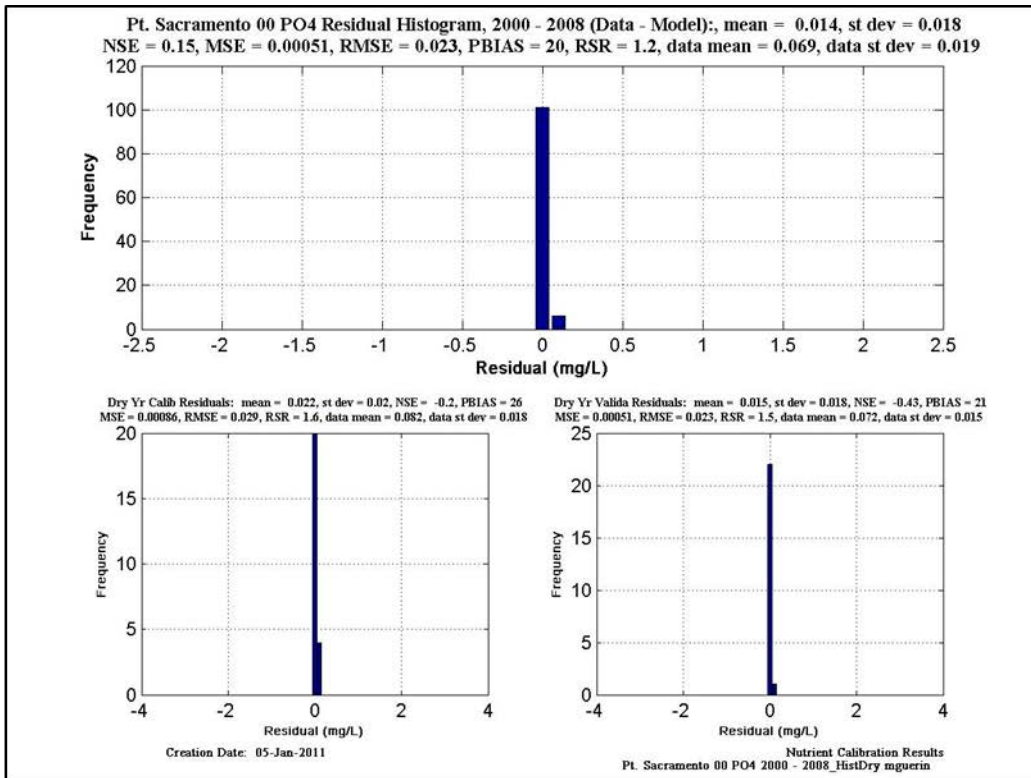 Pt. Sacramento 00 PO4 Residual Histogram, 2000 - 2008 (Data - Model):, mean = 0.014, st dev = 0.018
NSE = 0.15, MSE = 0.00051, RMSE = 0.023, PBIAS = 20, RSR = 1.2, data mean = 0.069, data st dev = 0.019
120
100
80
60
40
20
0
Frequency
-2.5 -2 -1.5 -1 -0.5 0 0.5 1 1.5 2 2.5
Residual (mg/L)
Dry Yr Calib Residuals: mean = 0.022, st dev = 0.02, NSE = -0.2, PBIAS = 26
MSE = 0.00086, RMSE = 0.029, RSR = 1.6, data mean = 0.082, data st dev = 0.018
20
15
10
5
0
Frequency
-4 -2 0 2 4
Residual (mg/L)
Creation Date: 05-Jan-2011
Dry Yr Valida Residuals: mean = 0.015, st dev = 0.018, NSE = -0.43, PBIAS = 21
MSE = 0.00051, RMSE = 0.023, RSR = 1.5, data mean = 0.072, data st dev = 0.015
25
20
15
10
5
0
Frequency
-4 -2 0 2 4
Residual (mg/L)
Nutrient Calibration Results
Pt. Sacramento 00 PO4 2000 - 2008_HistDry mguerin